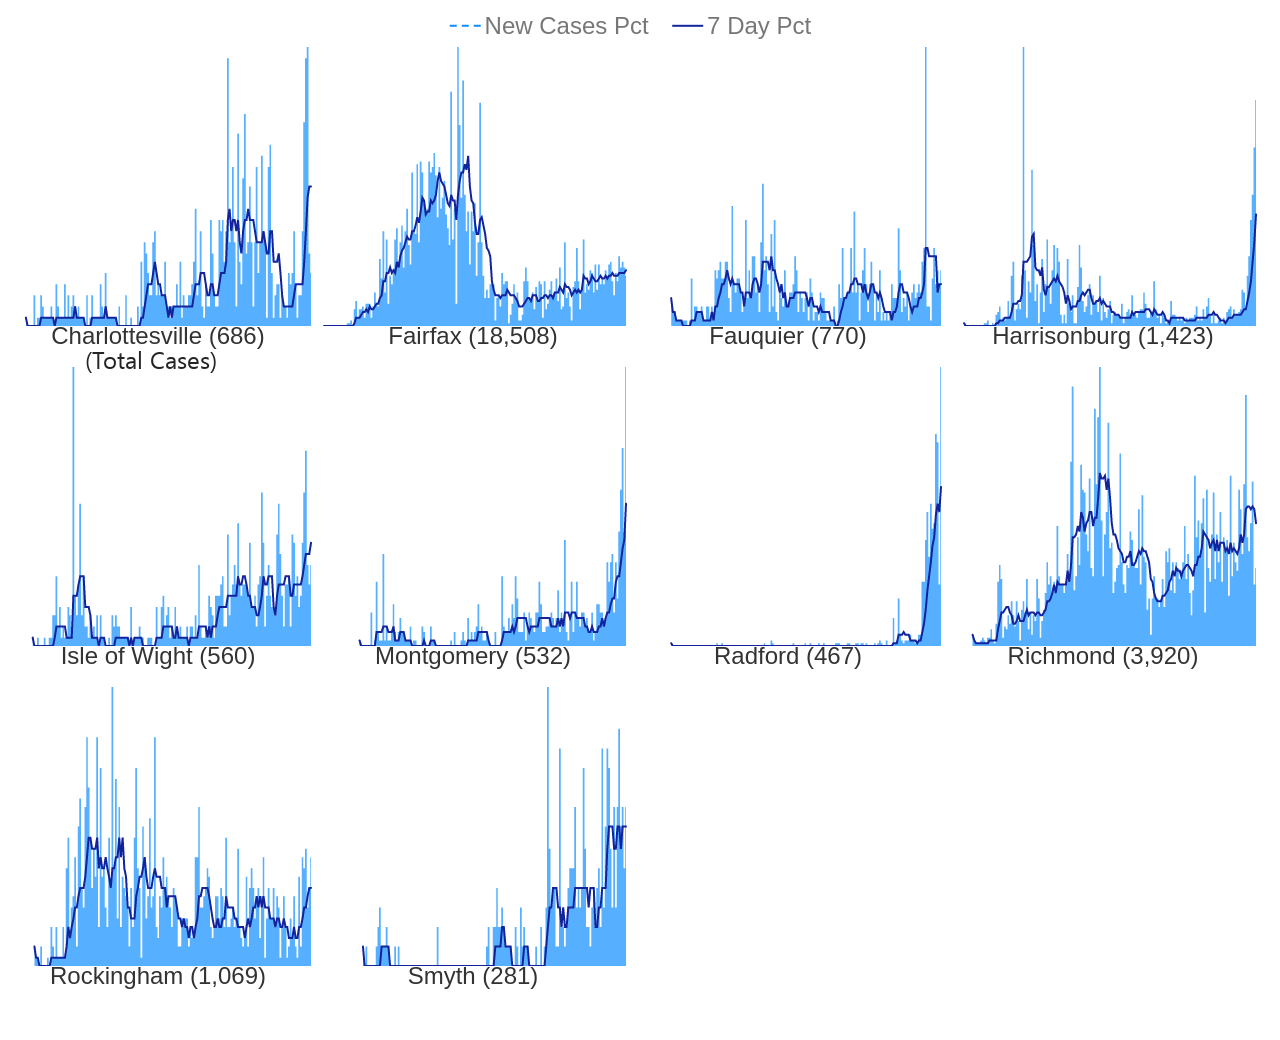 New Cases Pct 7 Day Pct
Charlottesville (686) Fairfax (18,508) Fauquier (770) Harrisonburg (1,423)
(Total Cases)
Isle of Wight (560) Montgomery (532) Radford (467) Richmond (3,920)
Rockingham (1,069) Smyth (281)